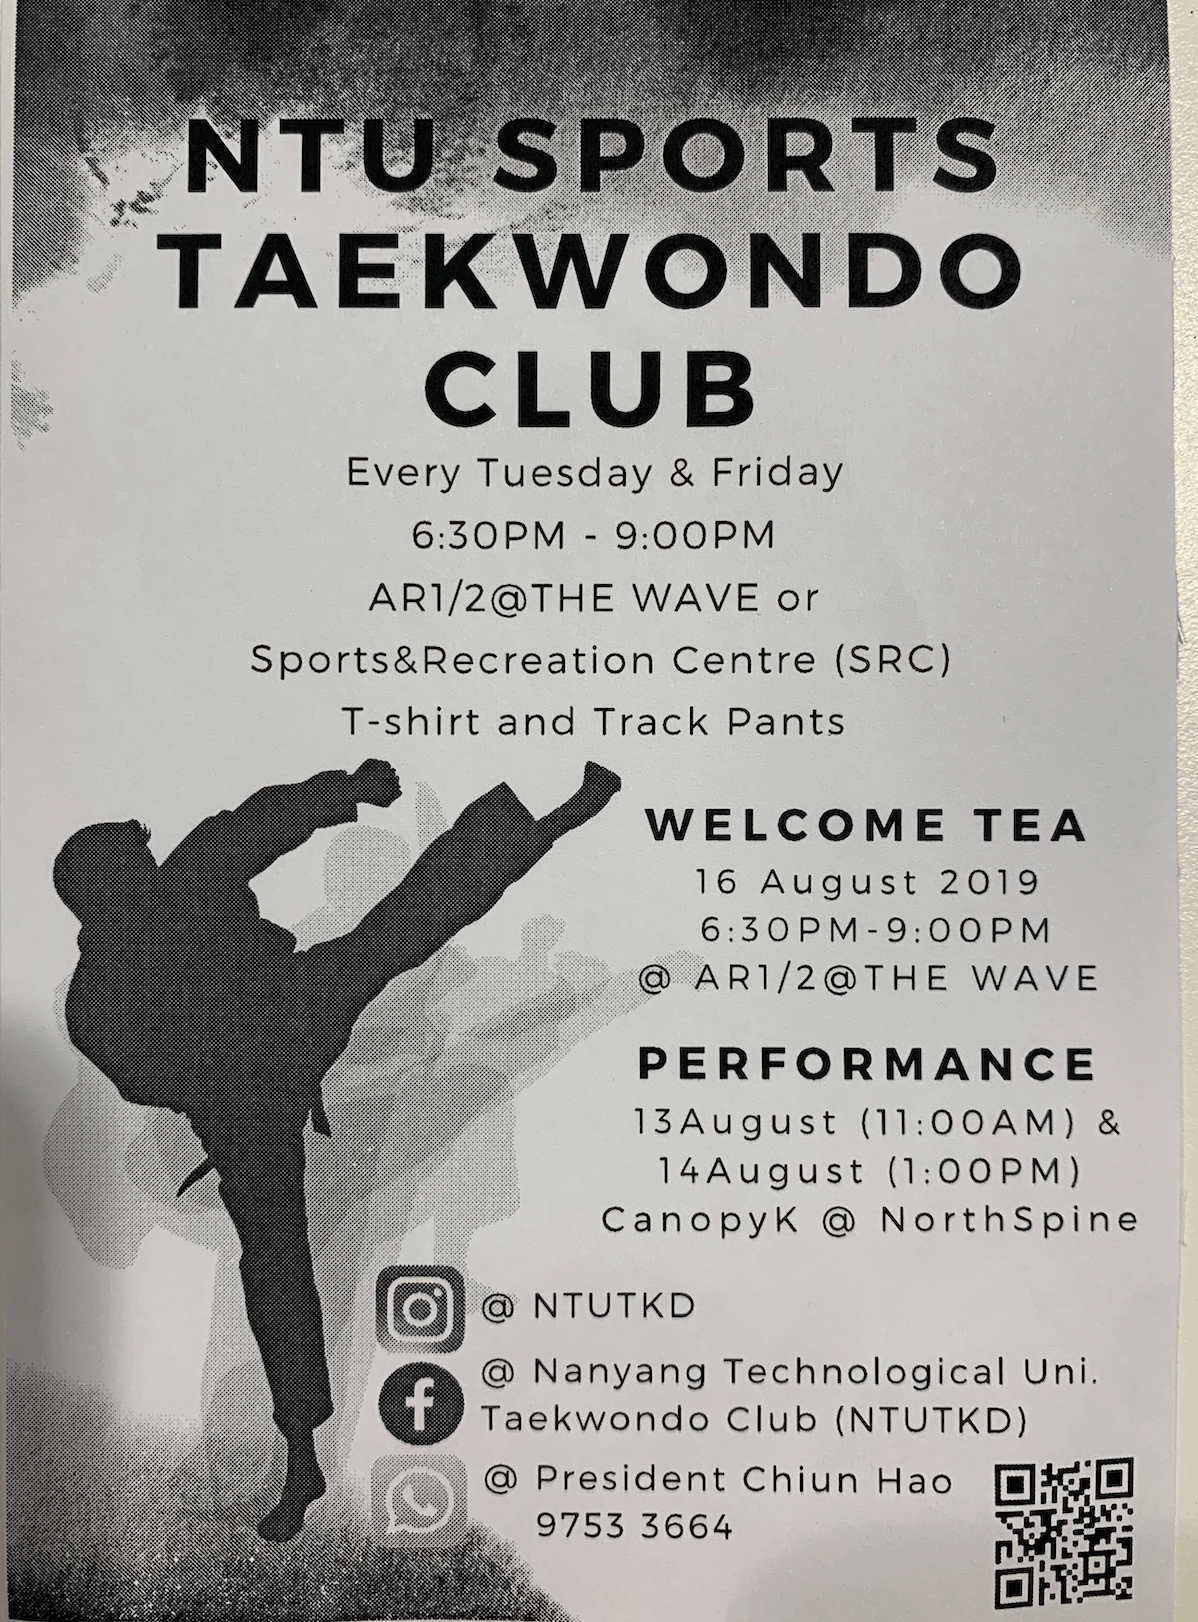 NTU SPORTS
TAEKWONDO
CLUB
Every Tuesday & Friday
6:30PM - 9:00PM
AR1/2@THE WAVE or
Sports&Recreation Centre (SRC)
T-shirt and Track Pants
WELCOME TEA
16 August 2019
6:30PM-9:00PM
@ AR1/2@THE WAVE
PERFORMANCE
13August (11:00AM) &
14August (1:00PM)
CanopyK @ NorthSpine
@ NTUTKD
@ Nanyang Technological Uni.
Taekwondo Club (NTUTKD)
@ President Chiun Hao
9753 3664